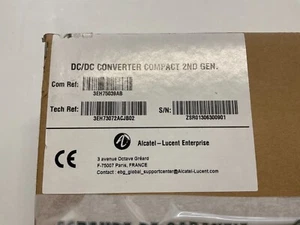 DC/DC CONVERTER COMPACT 2ND GEN.
Com Ref:
3EH75038AB
Tech Ref:
3EH73072ACJB02
S/N:
ZSR01306300901
Alcatel - Lucent Enterprise
CE
3 avenue Octave Gréard
F-75007 Paris, FRANCE
Contact : ebg_global_supportcenter@Alcatel-Lucent.com